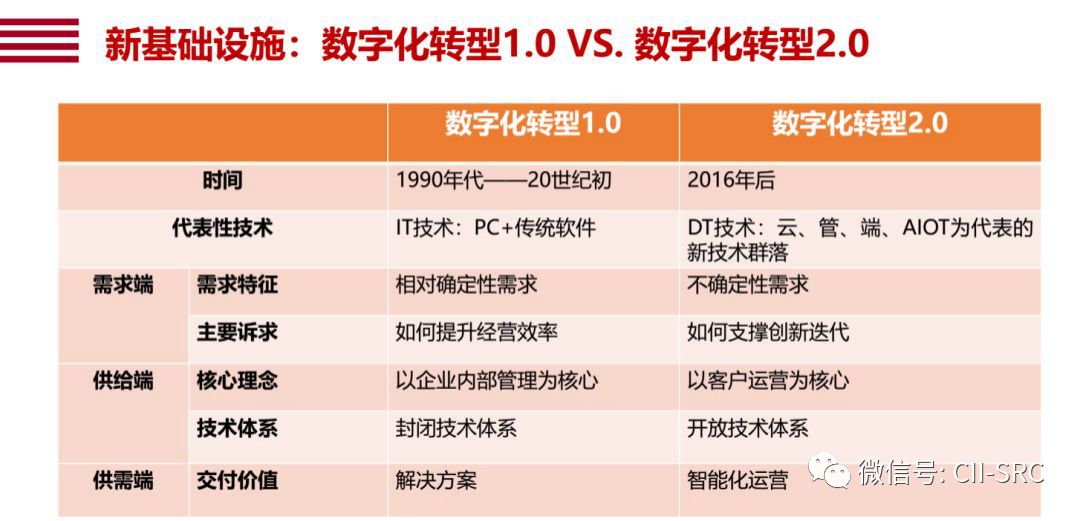 新基础设施：数字化转型1.0 VS. 数字化转型2.0
数字化转型1.0 数字化转型2.0
时间 1990年代——20世纪初 2016年后
代表性技术 IT技术：PC+传统软件 DT技术：云、管、端、AIOT为代表的
新技术群落
需求端 需求特征 相对确定性需求 不确定性需求
主要诉求 如何提升经营效率 如何支撑创新迭代
供给端 核心理念 以企业内部管理为核心 以客户运营为核心
技术体系 封闭技术体系 开放技术体系
供需端 交付价值 解决方案 智能化运营
微信号: CII-SRC